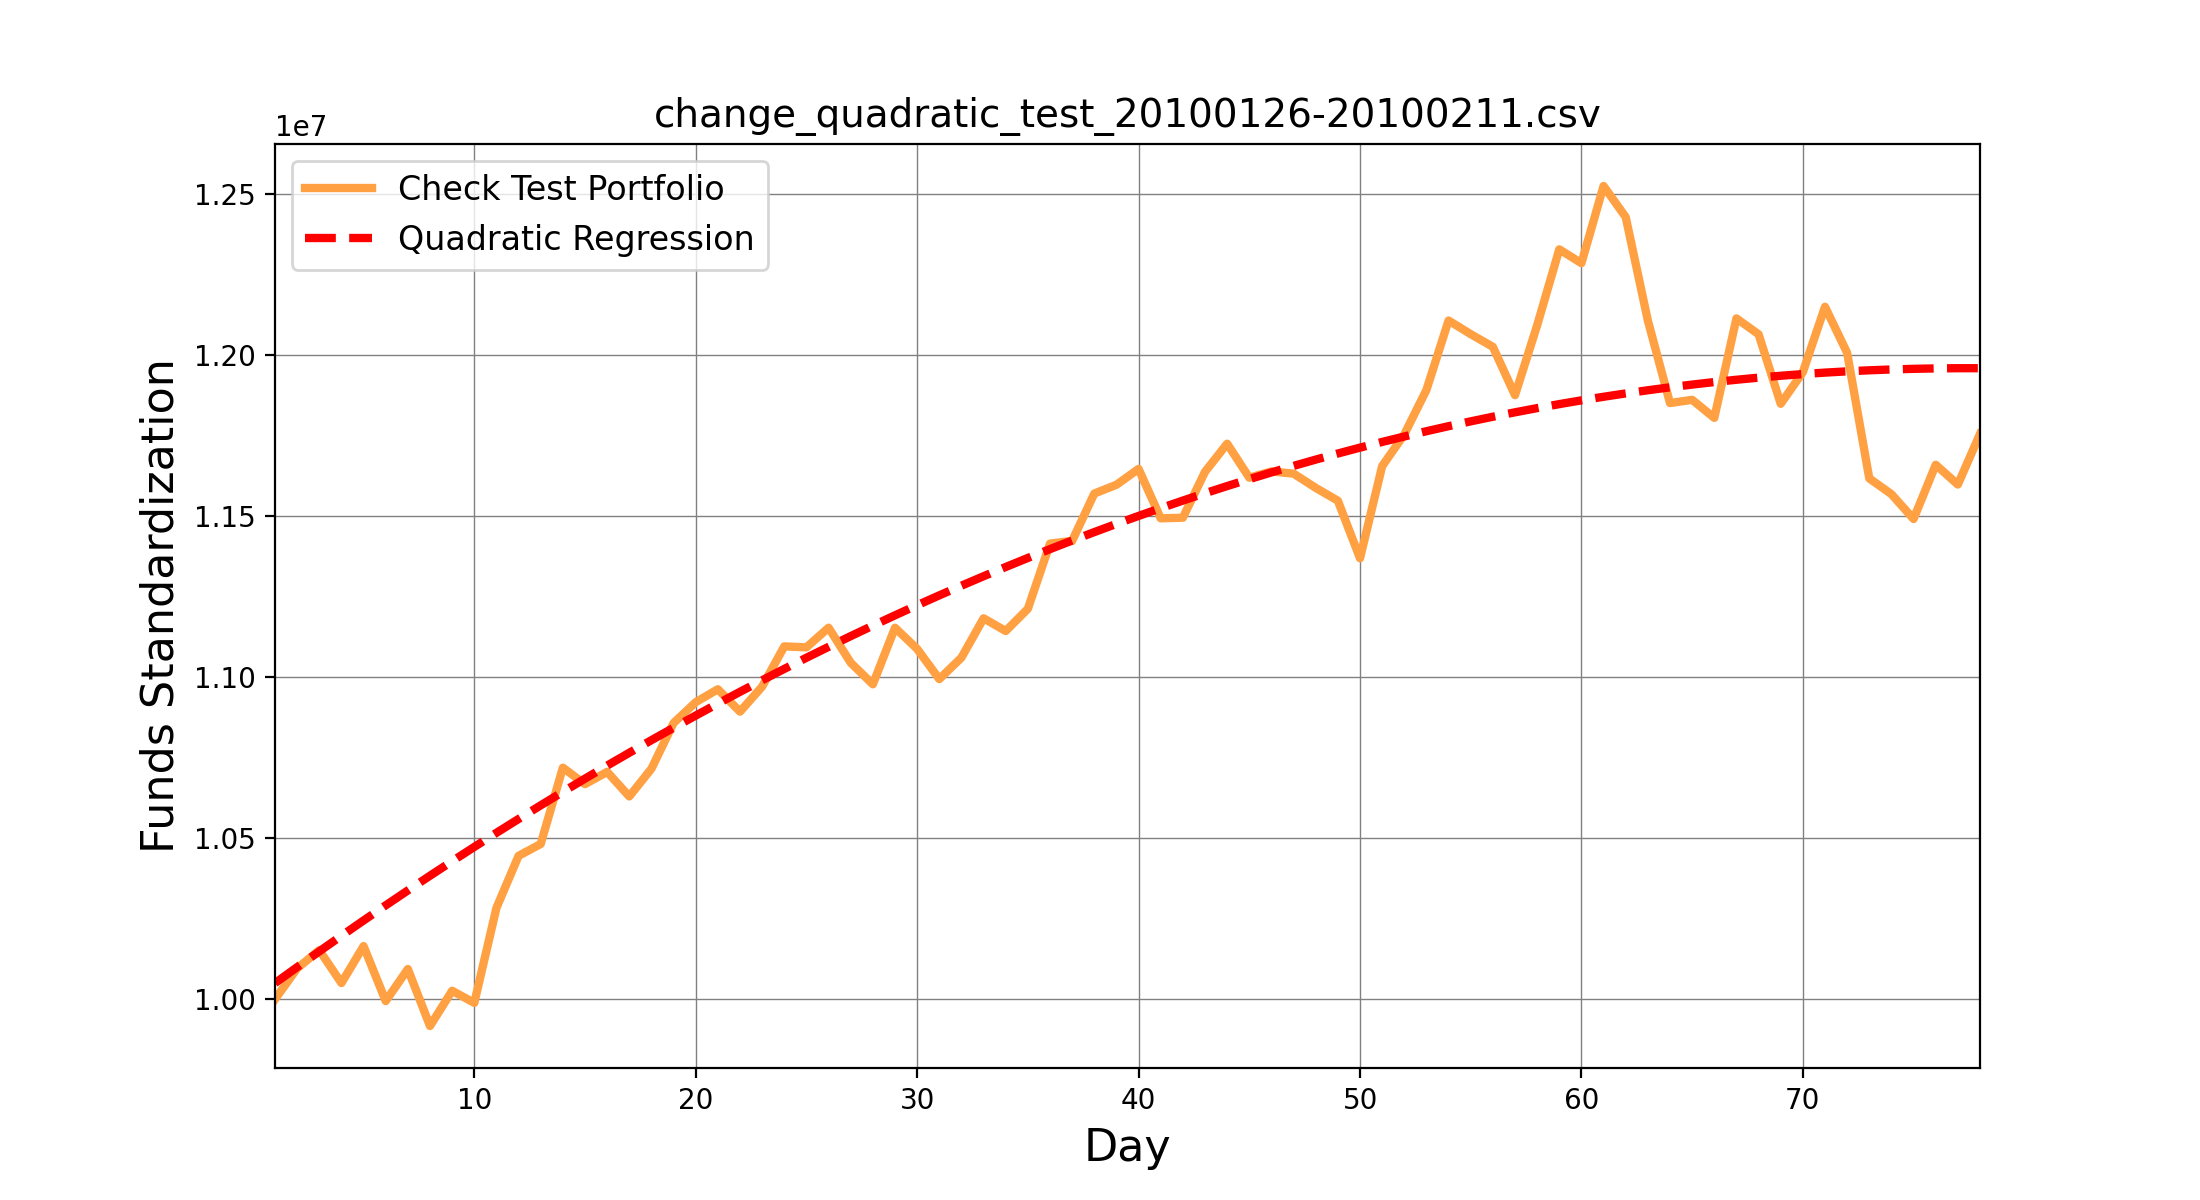 change_quadratic_test_20100126-20100211.csv
1e7
Check Test Portfolio
Quadratic Regression
1.25
1.20
1.15
1.10
1.05
1.00
Funds Standardization
10 20 30 40 50 60 70
Day